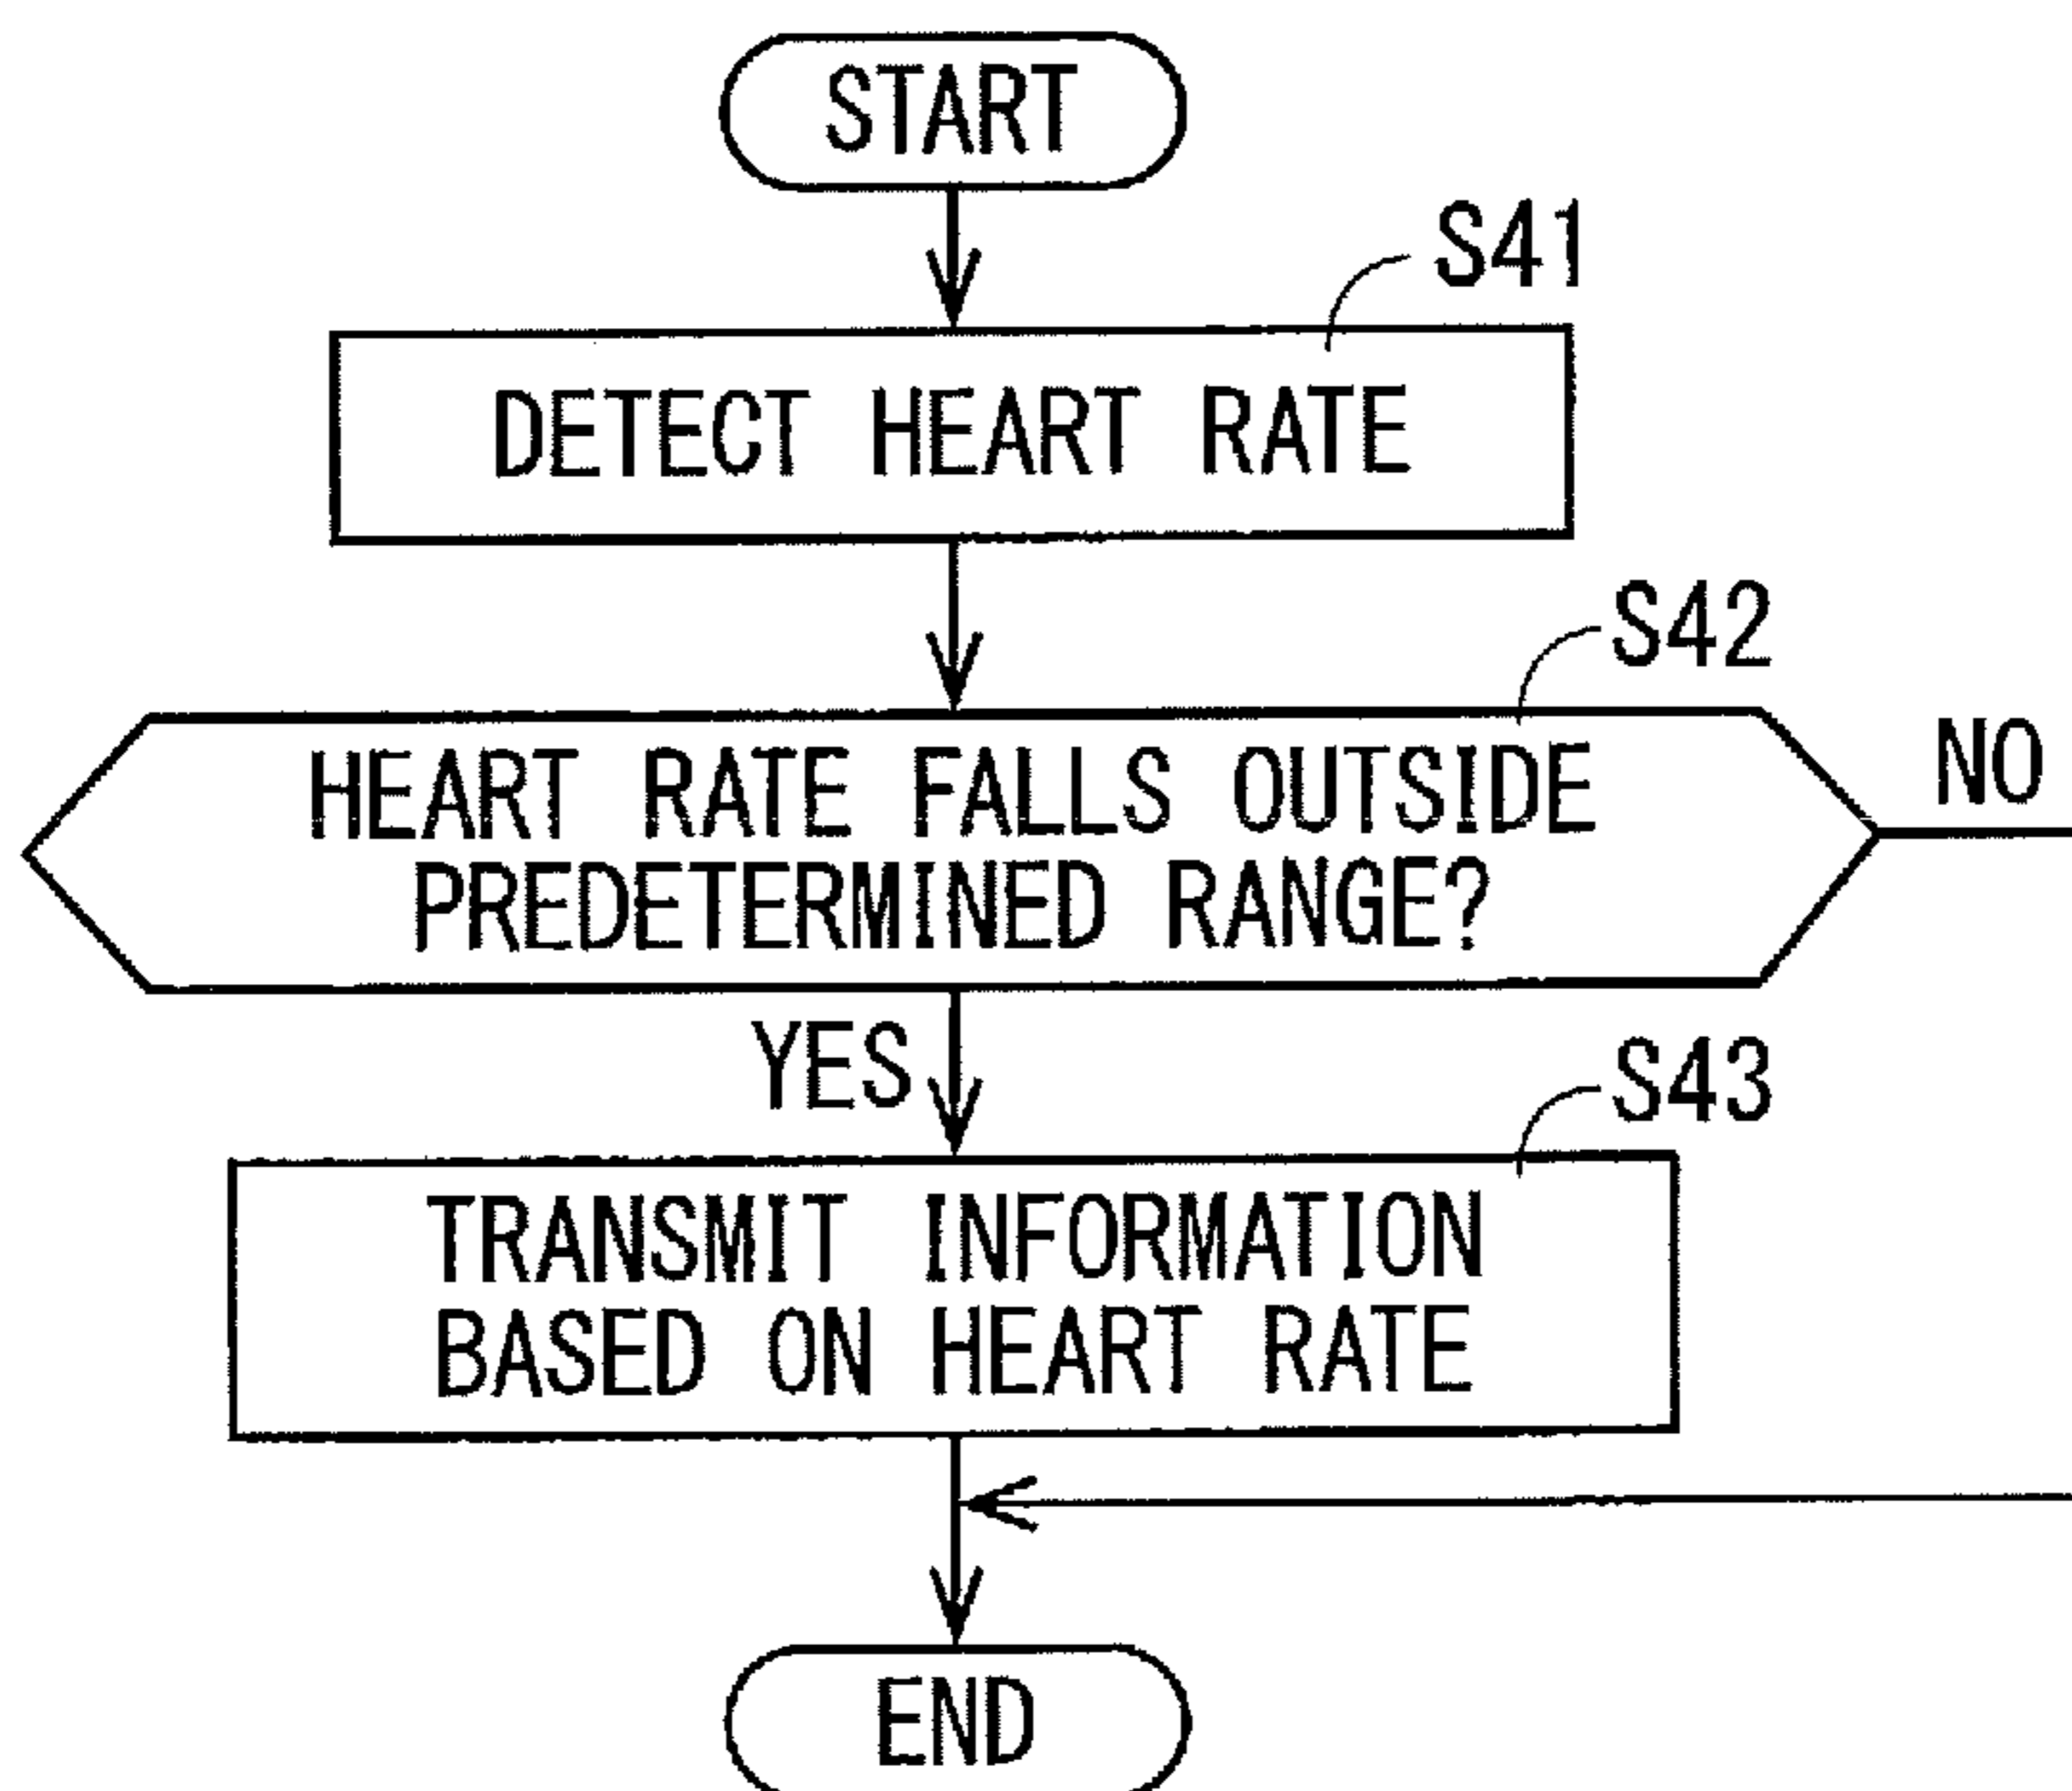 START
S41
DETECT HEART RATE
S42
HEART RATE FALLS OUTSIDE
PREDETERMINED RANGE?
NO
YES
S43
TRANSMIT INFORMATION
BASED ON HEART RATE
END